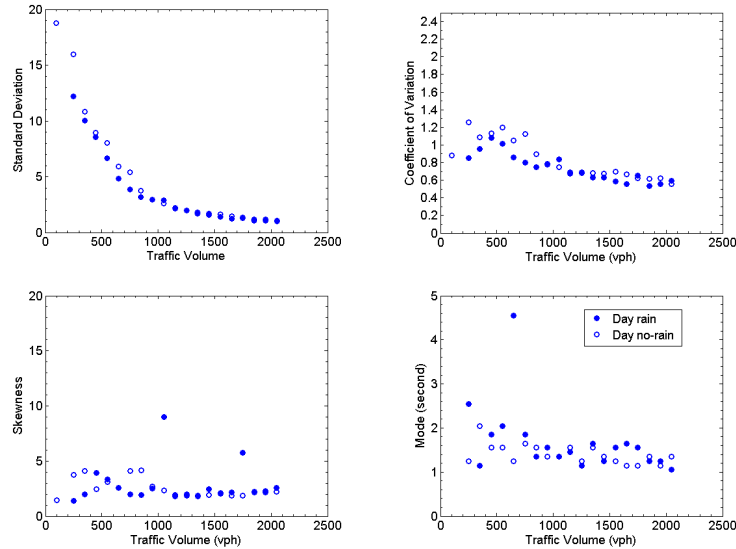 20
15
10
5
0
0 500 1000 1500 2000 2500
Standard Deviation
Traffic Volume
2.4
2.2
2
1.8
1.6
1.4
1.2
1
0.8
0.6
0.4
0.2
0
0 500 1000 1500 2000 2500
Coefficient of Variation
Traffic Volume (vph)
20
15
10
5
0
0 500 1000 1500 2000 2500
Skewness
Traffic Volume (vph)
5
4
3
2
1
0
0 500 1000 1500 2000 2500
Mode (second)
Traffic Volume (vph)
Day rain
Day no-rain